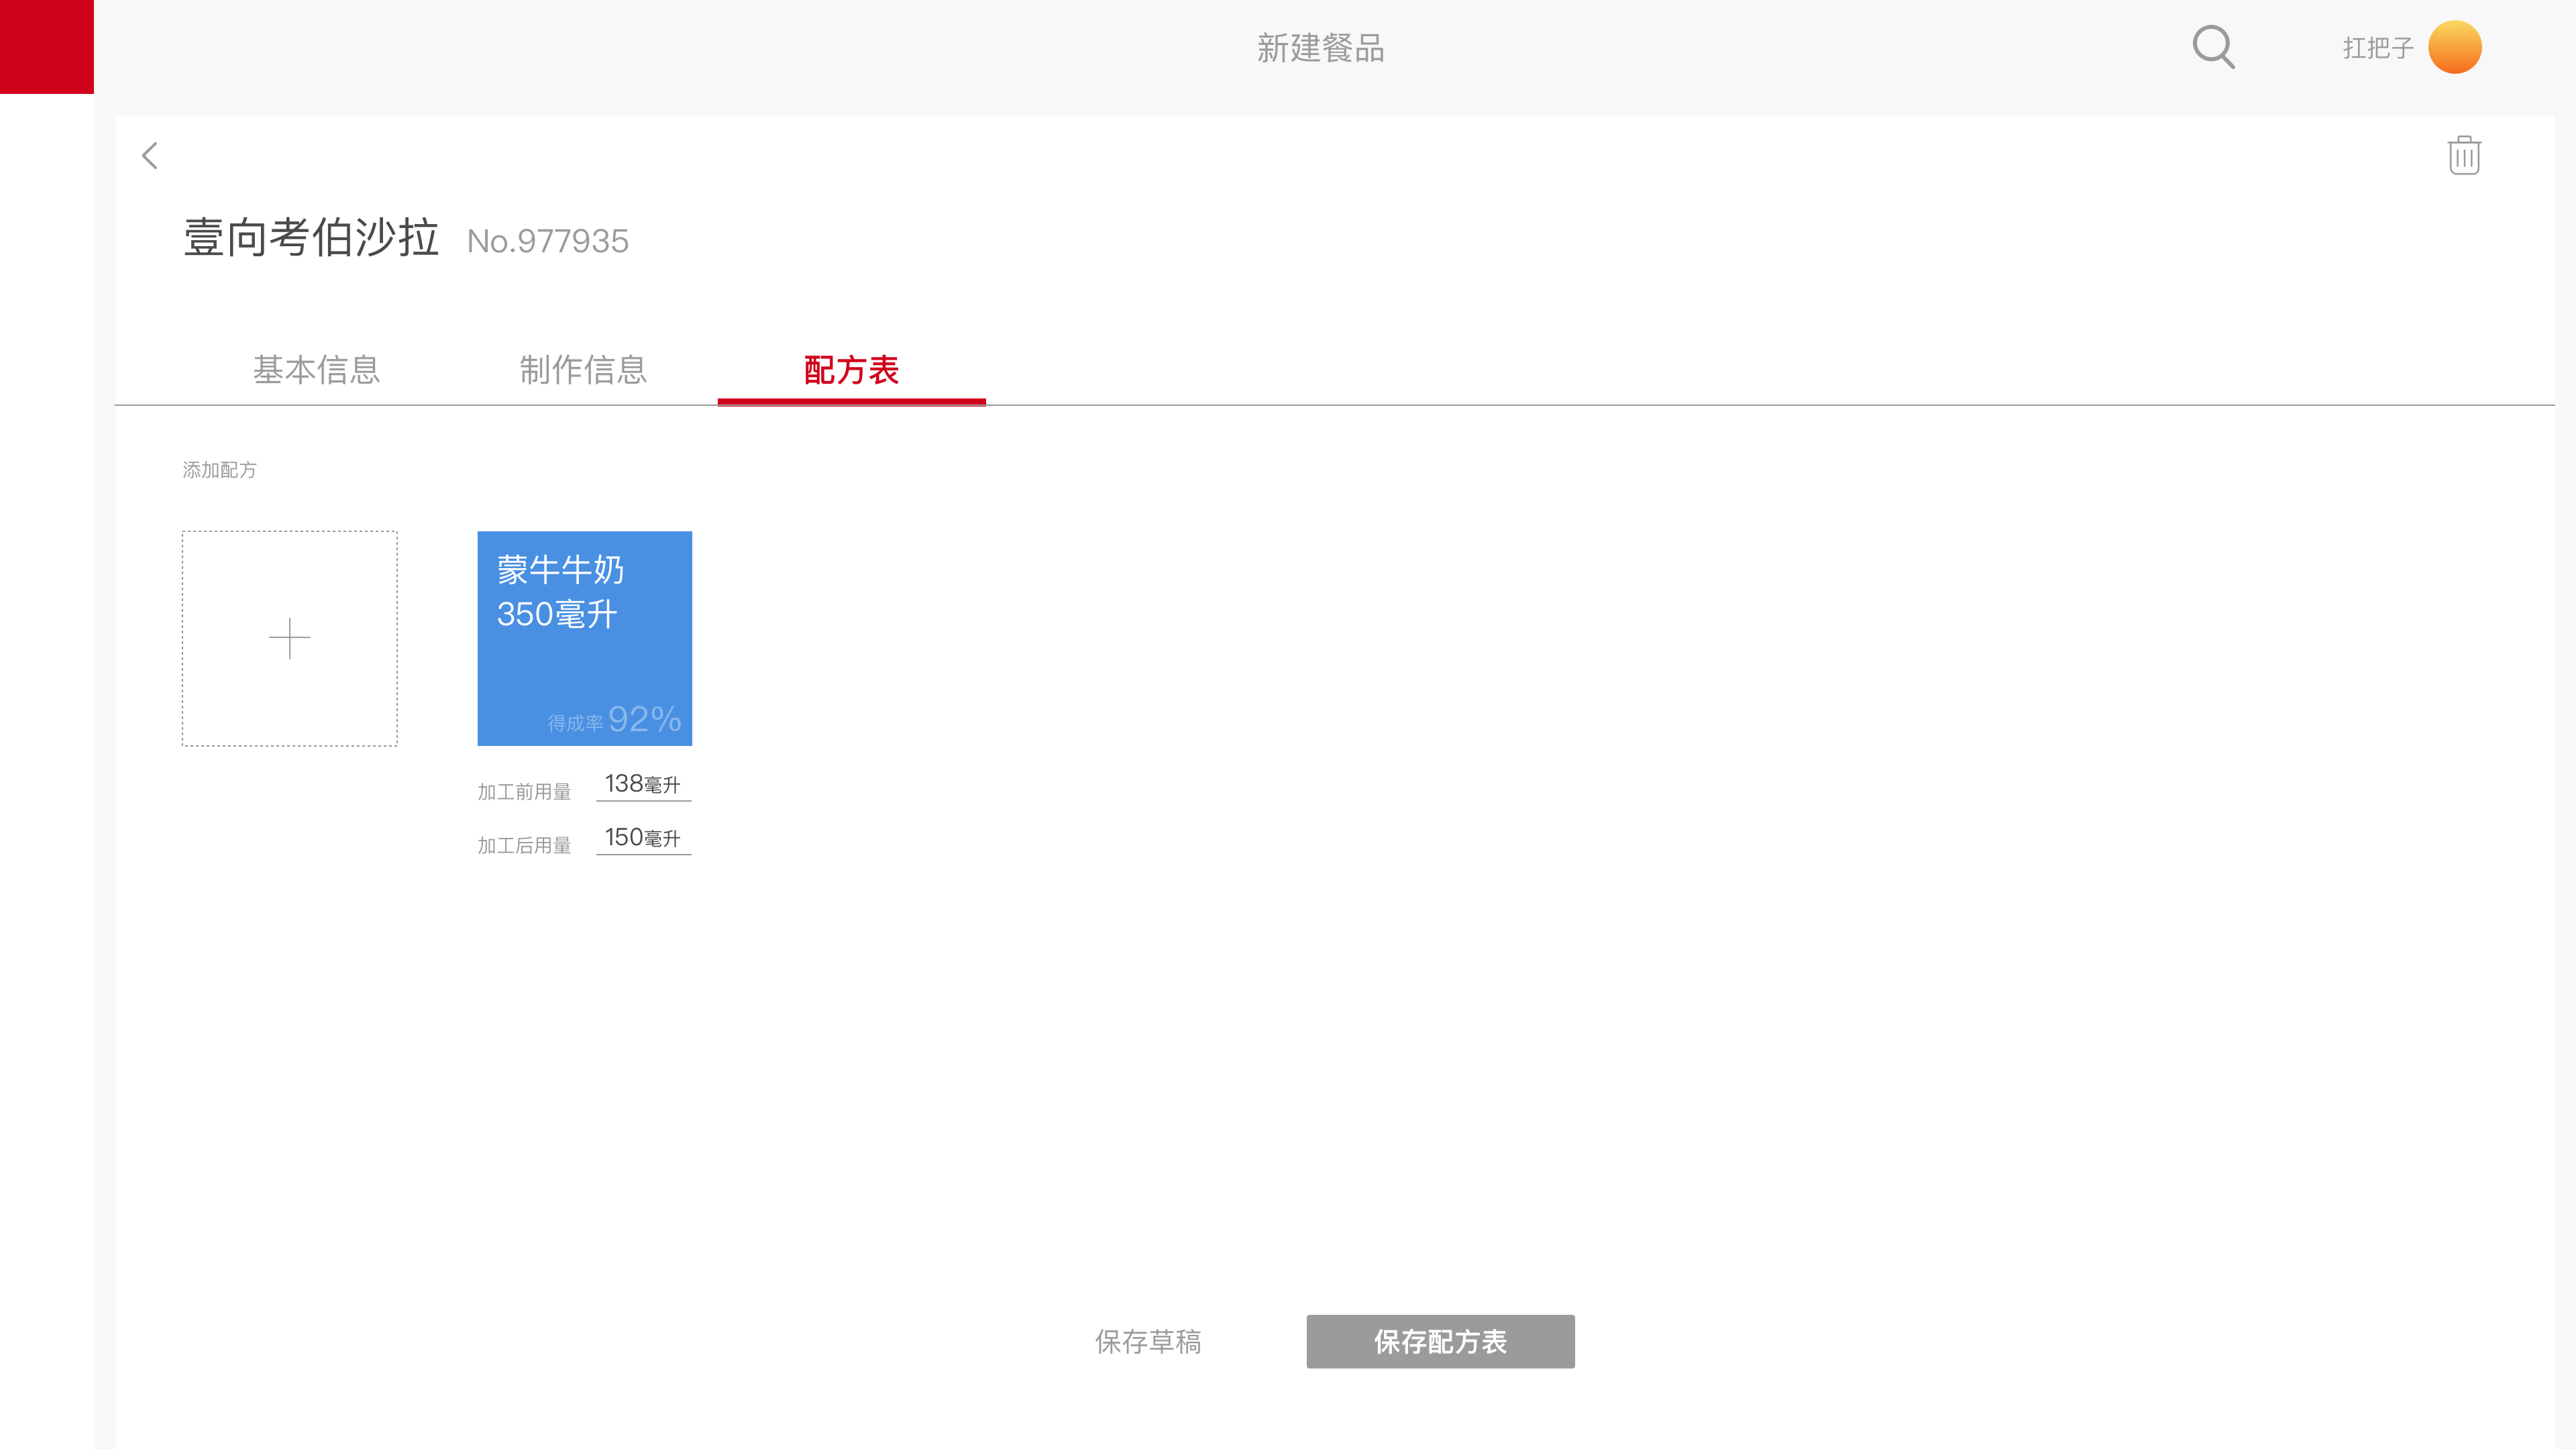 新建餐品
扛把子
壹向考伯沙拉 No.977935
基本信息 制作信息 配方表
添加配方
蒙牛牛奶
350毫升
得成率 92%
加工前用量 138毫升
加工后用量 150毫升
保存草稿 保存配方表